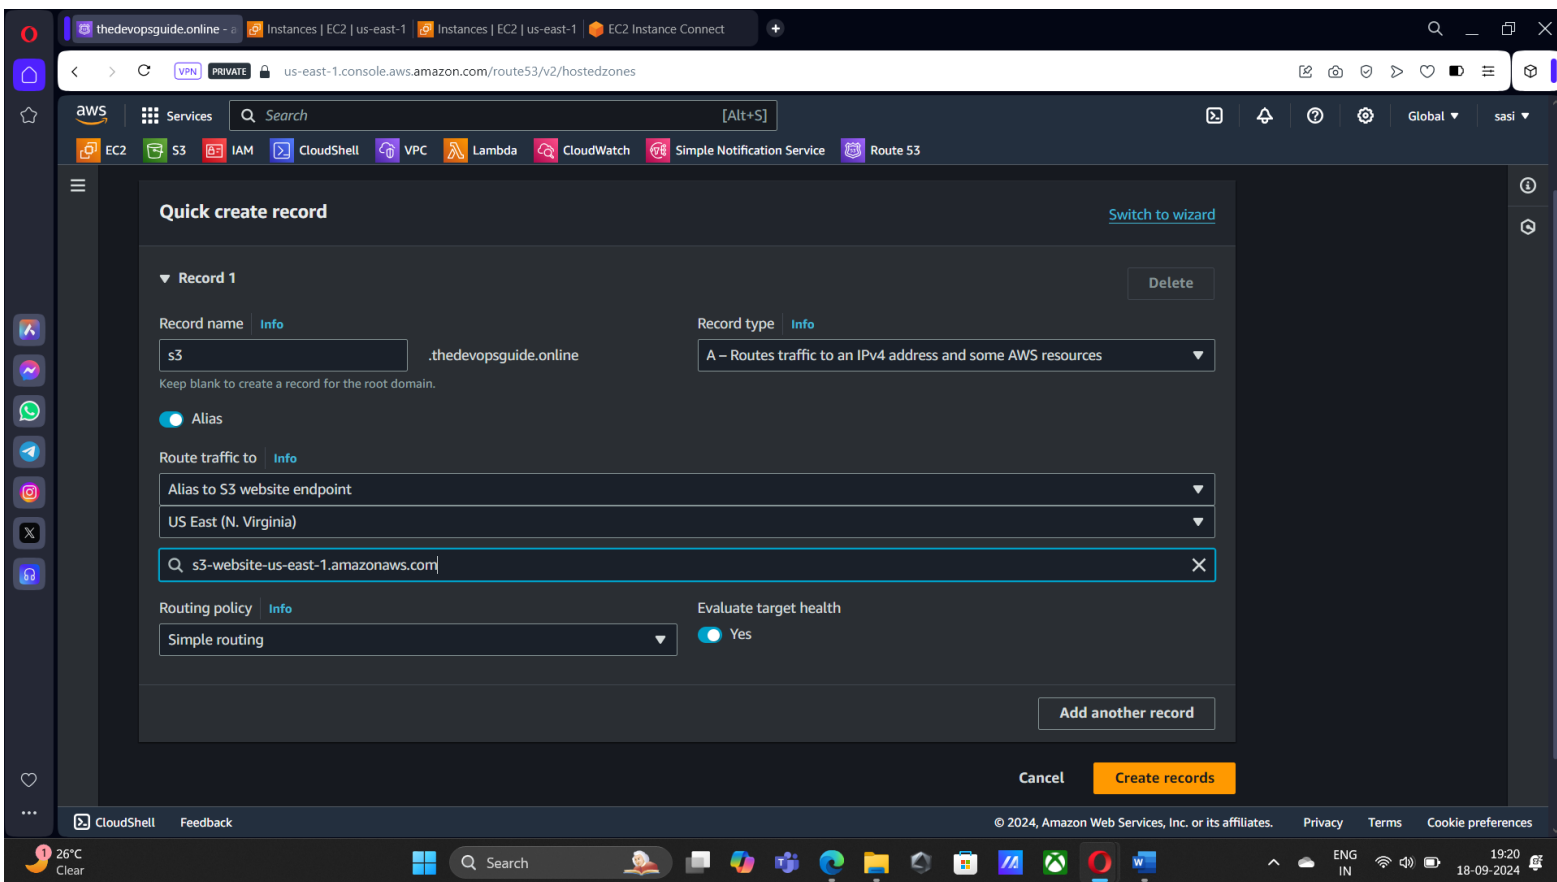 thedevopsguide.online - a
Instances | EC2 | us-east-1
Instances | EC2 | us-east-1
EC2 Instance Connect
VPN PRIVATE us-east-1.console.aws.amazon.com/route53/v2/hostedzones
aws Services Search [Alt+S] Global sasi
EC2 S3 IAM CloudShell VPC Lambda CloudWatch Simple Notification Service Route 53
Quick create record
Switch to wizard
Record 1
Delete
Record name Info
s3 .thedevopsguide.online
Keep blank to create a record for the root domain.
Record type Info
A – Routes traffic to an IPv4 address and some AWS resources
Alias
Route traffic to Info
Alias to S3 website endpoint
US East (N. Virginia)
s3-website-us-east-1.amazonaws.com
Routing policy Info
Simple routing
Evaluate target health
Yes
Add another record
Cancel Create records
CloudShell Feedback © 2024, Amazon Web Services, Inc. or its affiliates. Privacy Terms Cookie preferences
1
26°C
Clear
Search
ENG
IN
19:20
18-09-2024